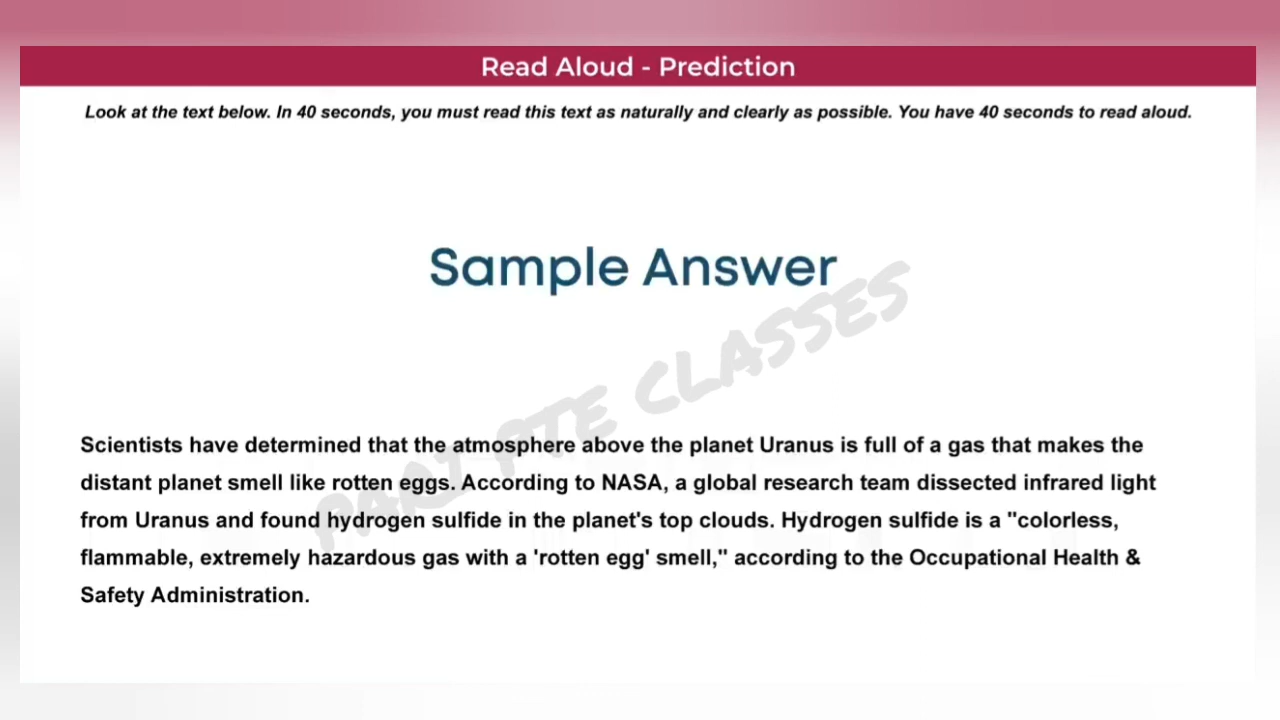 Read Aloud - Prediction
Look at the text below. In 40 seconds, you must read this text as naturally and clearly as possible. You have 40 seconds to read aloud.
Sample Answer
PARI PTE CLASSES
Scientists have determined that the atmosphere above the planet Uranus is full of a gas that makes the
distant planet smell like rotten eggs. According to NASA, a global research team dissected infrared light
from Uranus and found hydrogen sulfide in the planet's top clouds. Hydrogen sulfide is a "colorless,
flammable, extremely hazardous gas with a 'rotten egg' smell," according to the Occupational Health &
Safety Administration.